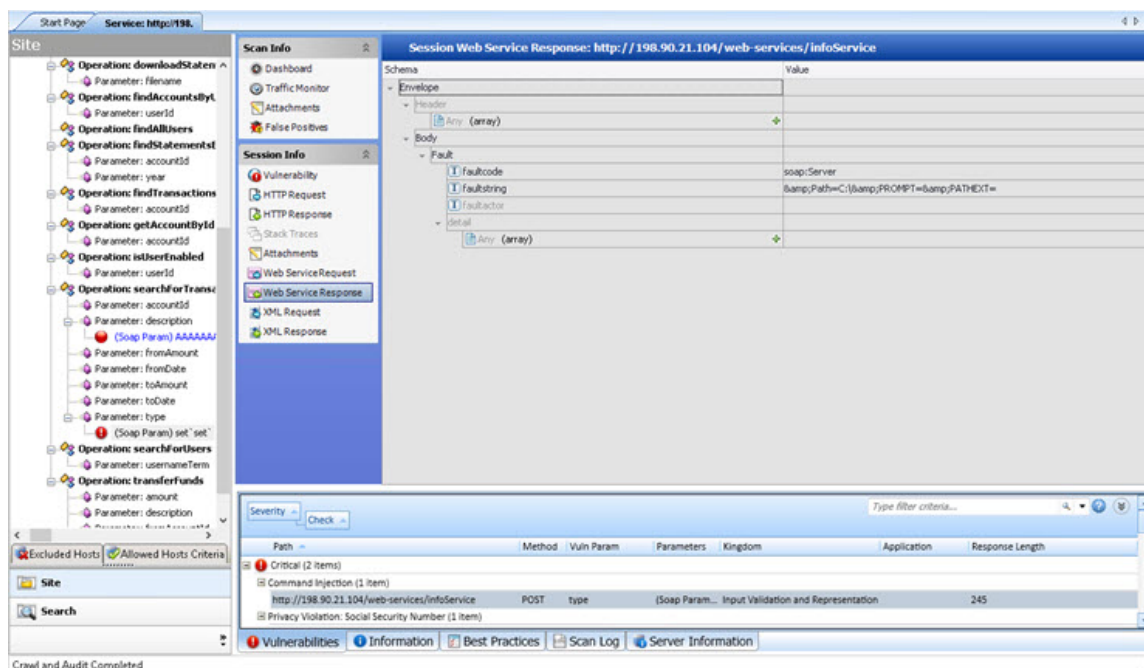 Start Page Service: http://198.
Site
Operation: downloadStaten
Parameter: filename
Operation: findAccountsByU
Parameter: userId
Operation: findAllUsers
Operation: findStatementst
Parameter: accountId
Parameter: year
Operation: findTransactions
Parameter: accountId
Operation: getAccountById
Parameter: accountId
Operation: isUserEnabled
Parameter: userId
Operation: searchForTransa
Parameter: accountId
Parameter: description
(Soap Param) AAAAAA
Parameter: fromAmount
Parameter: fromDate
Parameter: toAmount
Parameter: toDate
Parameter: type
(Soap Param) set`set`
Operation: searchForUsers
Parameter: usernameTerm
Operation: transferFunds
Parameter: amount
Parameter: description
Excluded Hosts Allowed Hosts Criteria
Site
Search
Scan Info
Dashboard
Traffic Monitor
Attachments
False Positives
Session Info
Vulnerability
HTTP Request
HTTP Response
Stack Traces
Attachments
Web Service Request
Web Service Response
XML Request
XML Response
Session Web Service Response: http://198.90.21.104/web-services/infoService
Schema Value
Envelope
Header
Any (array)
Body
Fault
faultcode soap:Server
faultstring &amp;Path=C:\&amp;PROMPT=&amp;PATHEXT=
faultactor
detail
Any (array)
Severity
Check
Type filter criteria...
Path Method Vuln Param Parameters Kingdom Application Response Length
Critical (2 items)
Command Injection (1 item)
http://198.90.21.104/web-services/infoService POST type (Soap Param... Input Validation and Representation 245
Privacy Violation: Social Security Number (1 item)
Vulnerabilities Information Best Practices Scan Log Server Information
Crawl and Audit Completed